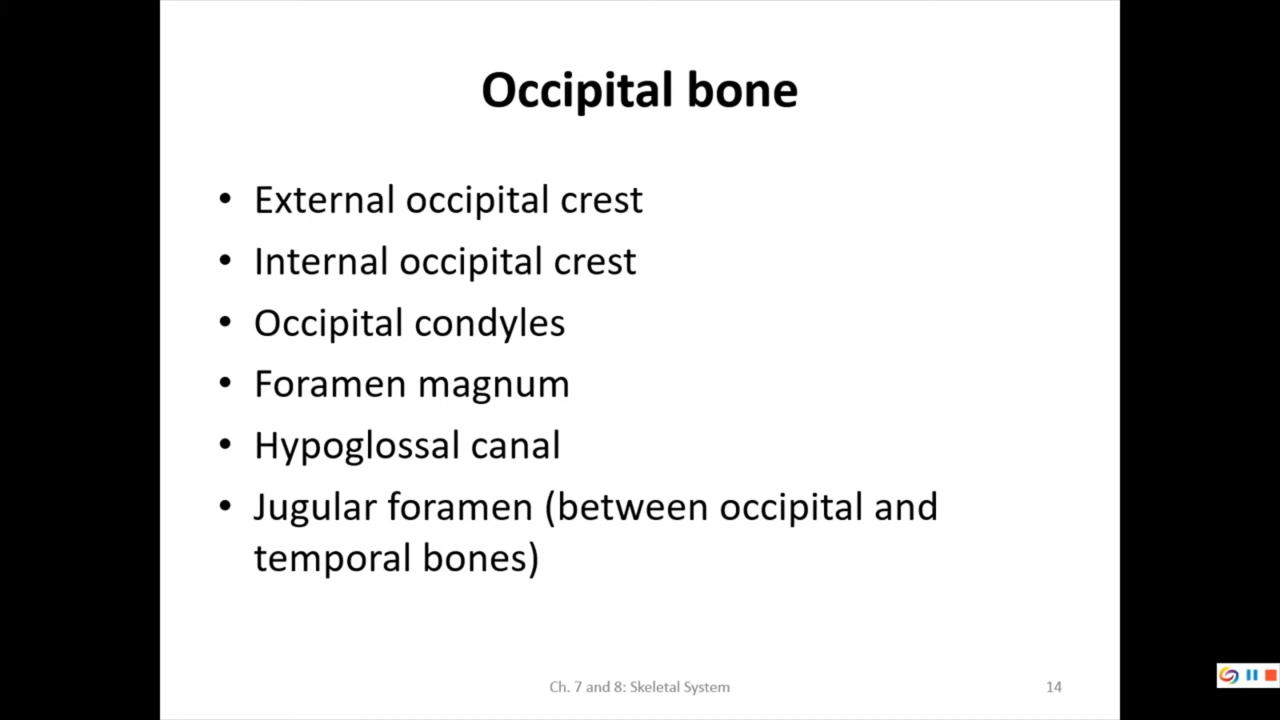 Occipital bone
• External occipital crest
• Internal occipital crest
• Occipital condyles
• Foramen magnum
• Hypoglossal canal
• Jugular foramen (between occipital and
temporal bones)
Ch. 7 and 8: Skeletal System
14